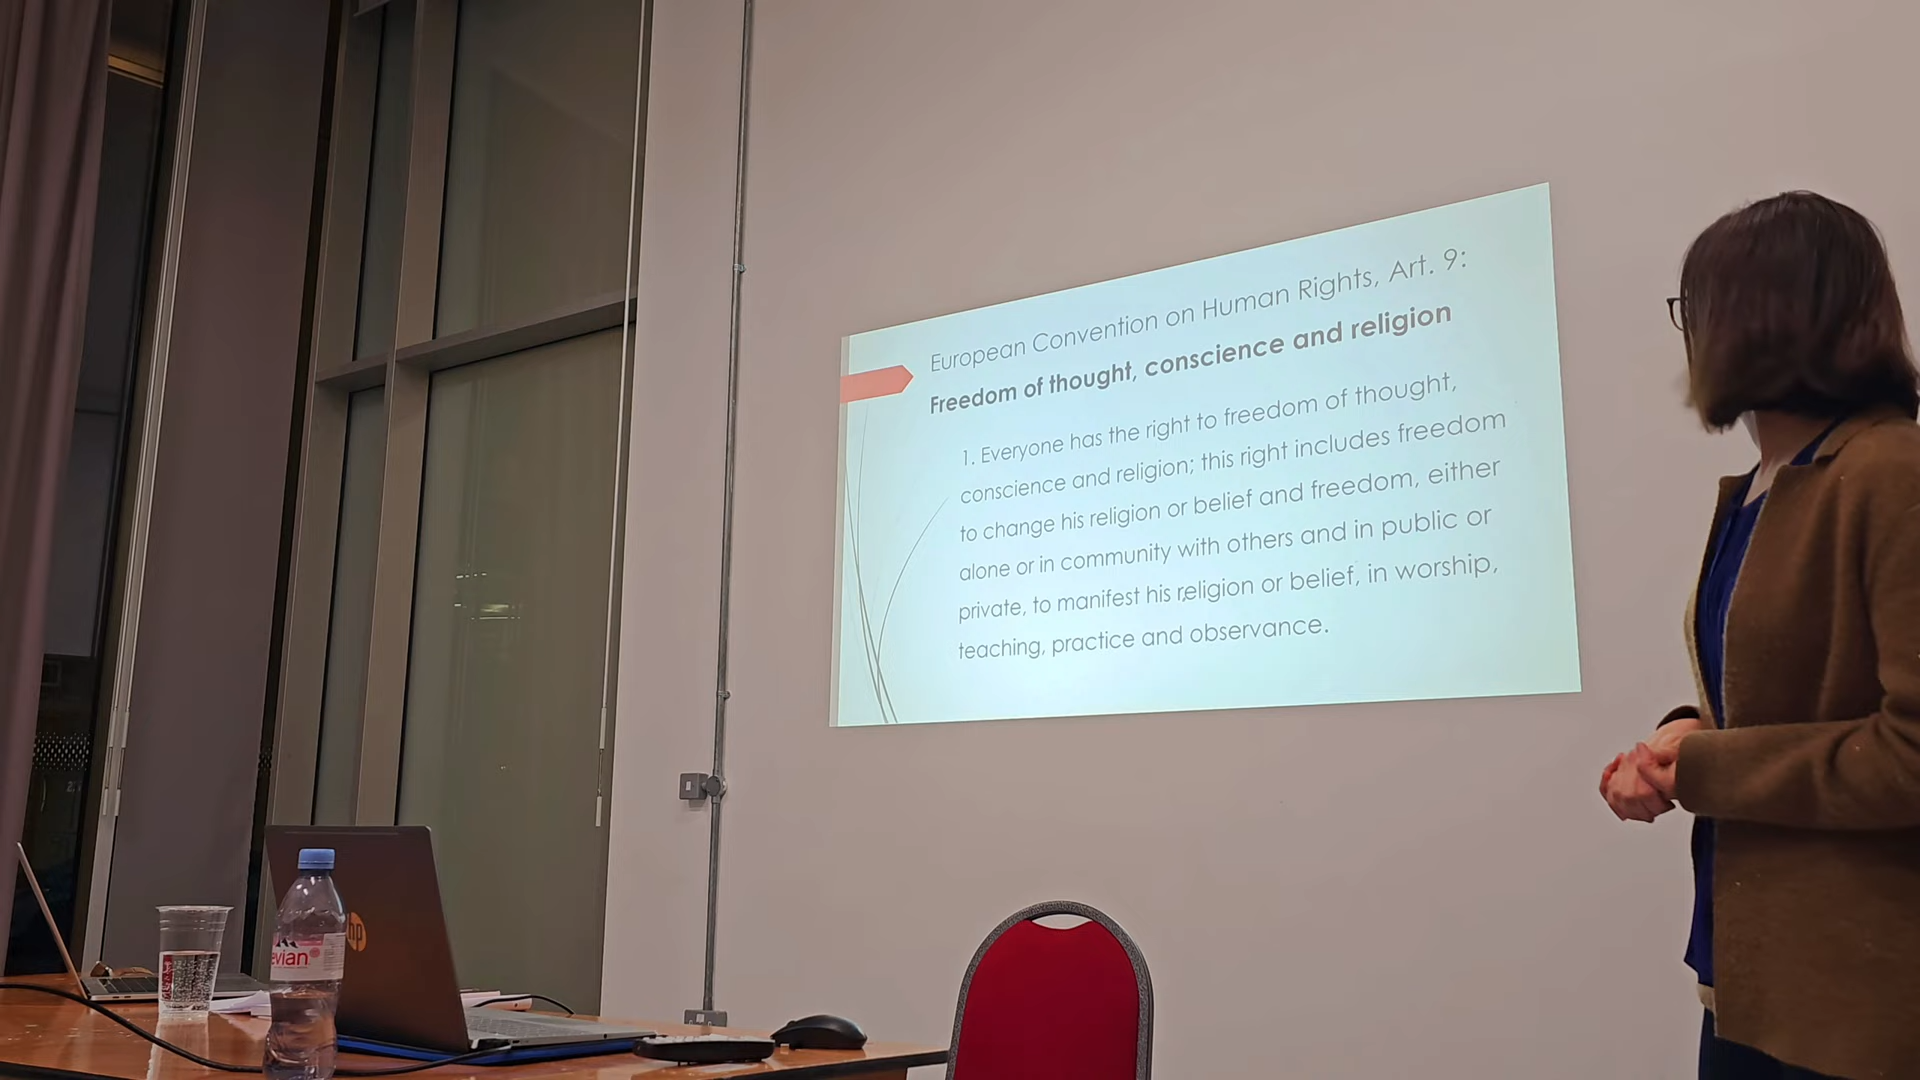 European Convention on Human Rights, Art. 9:
Freedom of thought, conscience and religion
1. Everyone has the right to freedom of thought,
conscience and religion; this right includes freedom
to change his religion or belief and freedom, either
alone or in community with others and in public or
private, to manifest his religion or belief, in worship,
teaching, practice and observance.
hp
evian